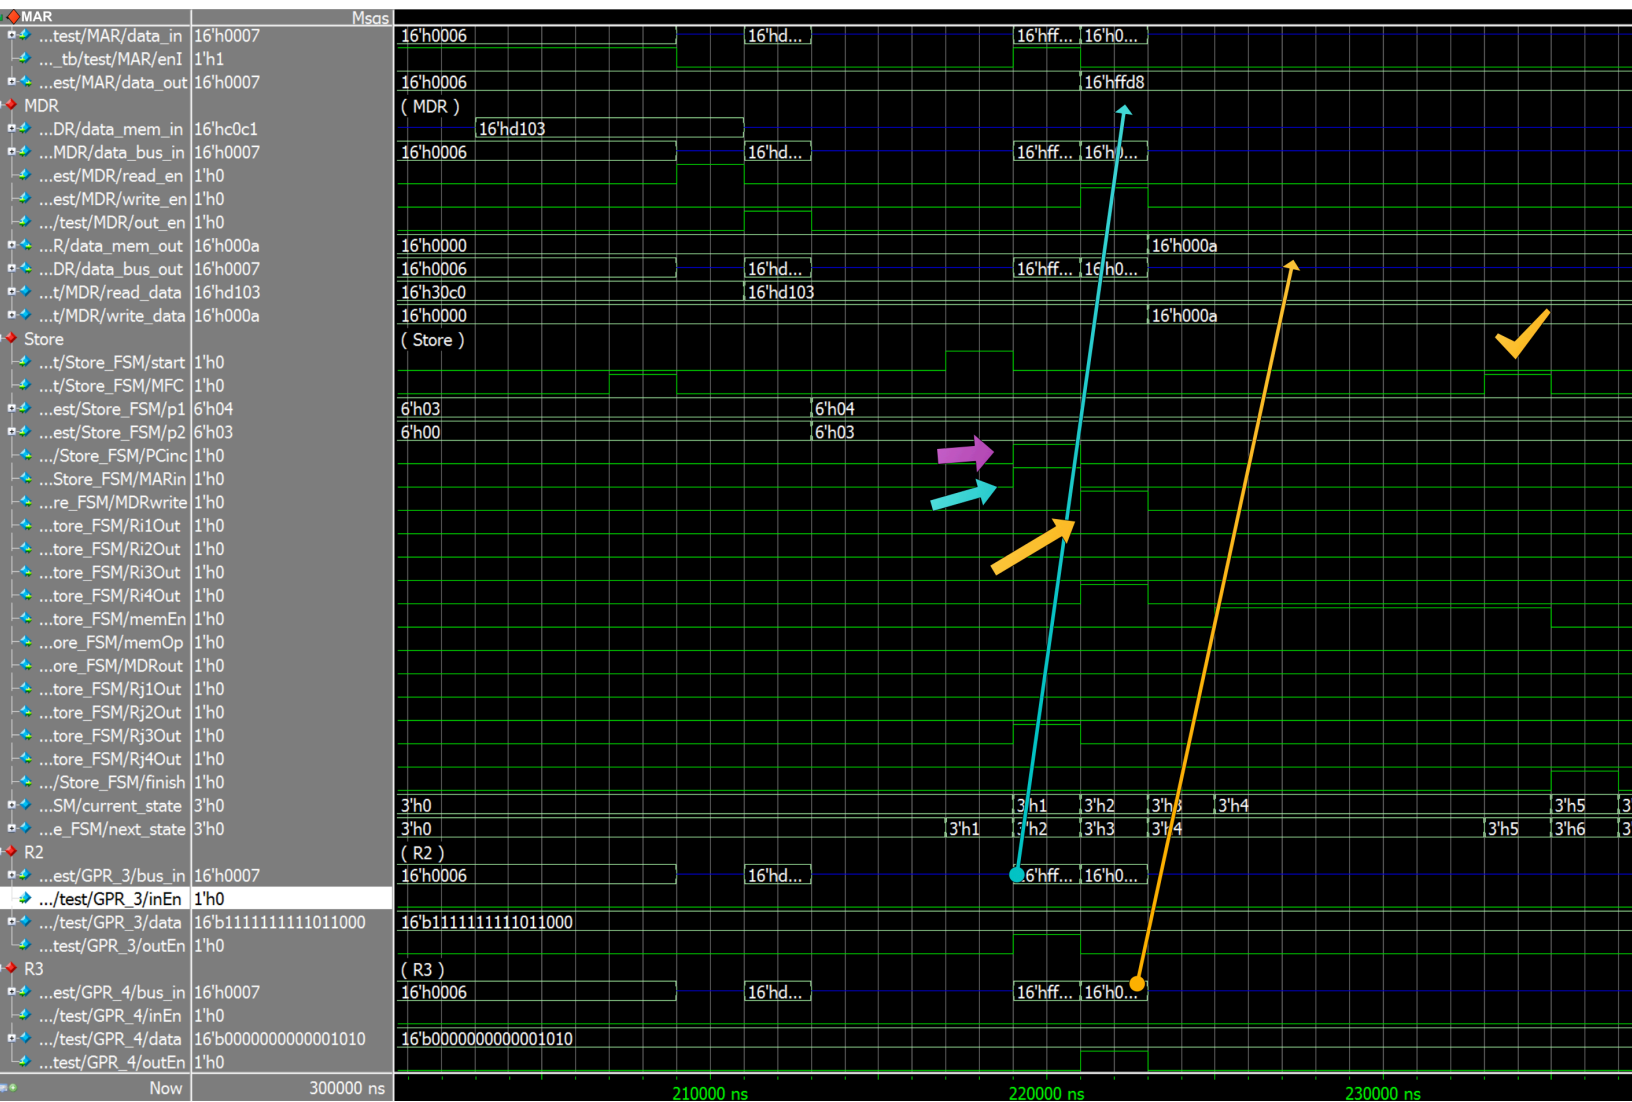 MAR Msgs
...test/MAR/data_in 16'h0007 16'h0006 16'hd... 16'hff... 16'h0...
..._tb/test/MAR/enI 1'h1
...est/MAR/data_out 16'h0007 16'h0006 16'hffd8
MDR ( MDR )
...DR/data_mem_in 16'hc0c1 16'hd103
...MDR/data_bus_in 16'h0007 16'h0006 16'hd... 16'hff... 16'h0...
...est/MDR/read_en 1'h0
...est/MDR/write_en 1'h0
.../test/MDR/out_en 1'h0
...R/data_mem_out 16'h000a 16'h0000 16'h000a
...DR/data_bus_out 16'h0007 16'h0006 16'hd... 16'hff... 16'h0...
...t/MDR/read_data 16'hd103 16'h30c0 16'hd103
...t/MDR/write_data 16'h000a 16'h0000 16'h000a
Store ( Store )
...t/Store_FSM/start 1'h0
...t/Store_FSM/MFC 1'h0
...est/Store_FSM/p1 6'h04 6'h03 6'h04
...est/Store_FSM/p2 6'h03 6'h00 6'h03
.../Store_FSM/PCinc 1'h0
...Store_FSM/MARin 1'h0
...re_FSM/MDRwrite 1'h0
...tore_FSM/Ri1Out 1'h0
...tore_FSM/Ri2Out 1'h0
...tore_FSM/Ri3Out 1'h0
...tore_FSM/Ri4Out 1'h0
...tore_FSM/memEn 1'h0
...ore_FSM/memOp 1'h0
...ore_FSM/MDRout 1'h0
...tore_FSM/Rj1Out 1'h0
...tore_FSM/Rj2Out 1'h0
...tore_FSM/Rj3Out 1'h0
...tore_FSM/Rj4Out 1'h0
.../Store_FSM/finish 1'h0
...SM/current_state 3'h0 3'h0 3'h1 3'h2 3'h3 3'h4 3'h5 3
...e_FSM/next_state 3'h0 3'h0 3'h1 3'h2 3'h3 3'h4 3'h5 3'h6 3
R2 ( R2 )
...est/GPR_3/bus_in 16'h0007 16'h0006 16'hd... 16'hff... 16'h0...
.../test/GPR_3/inEn 1'h0
.../test/GPR_3/data 16'b1111111111011000 16'b1111111111011000
...test/GPR_3/outEn 1'h0
R3 ( R3 )
...est/GPR_4/bus_in 16'h0007 16'h0006 16'hd... 16'hff... 16'h0...
.../test/GPR_4/inEn 1'h0
.../test/GPR_4/data 16'b0000000000001010 16'b0000000000001010
...test/GPR_4/outEn 1'h0
Now 300000 ns 210000 ns 220000 ns 230000 ns